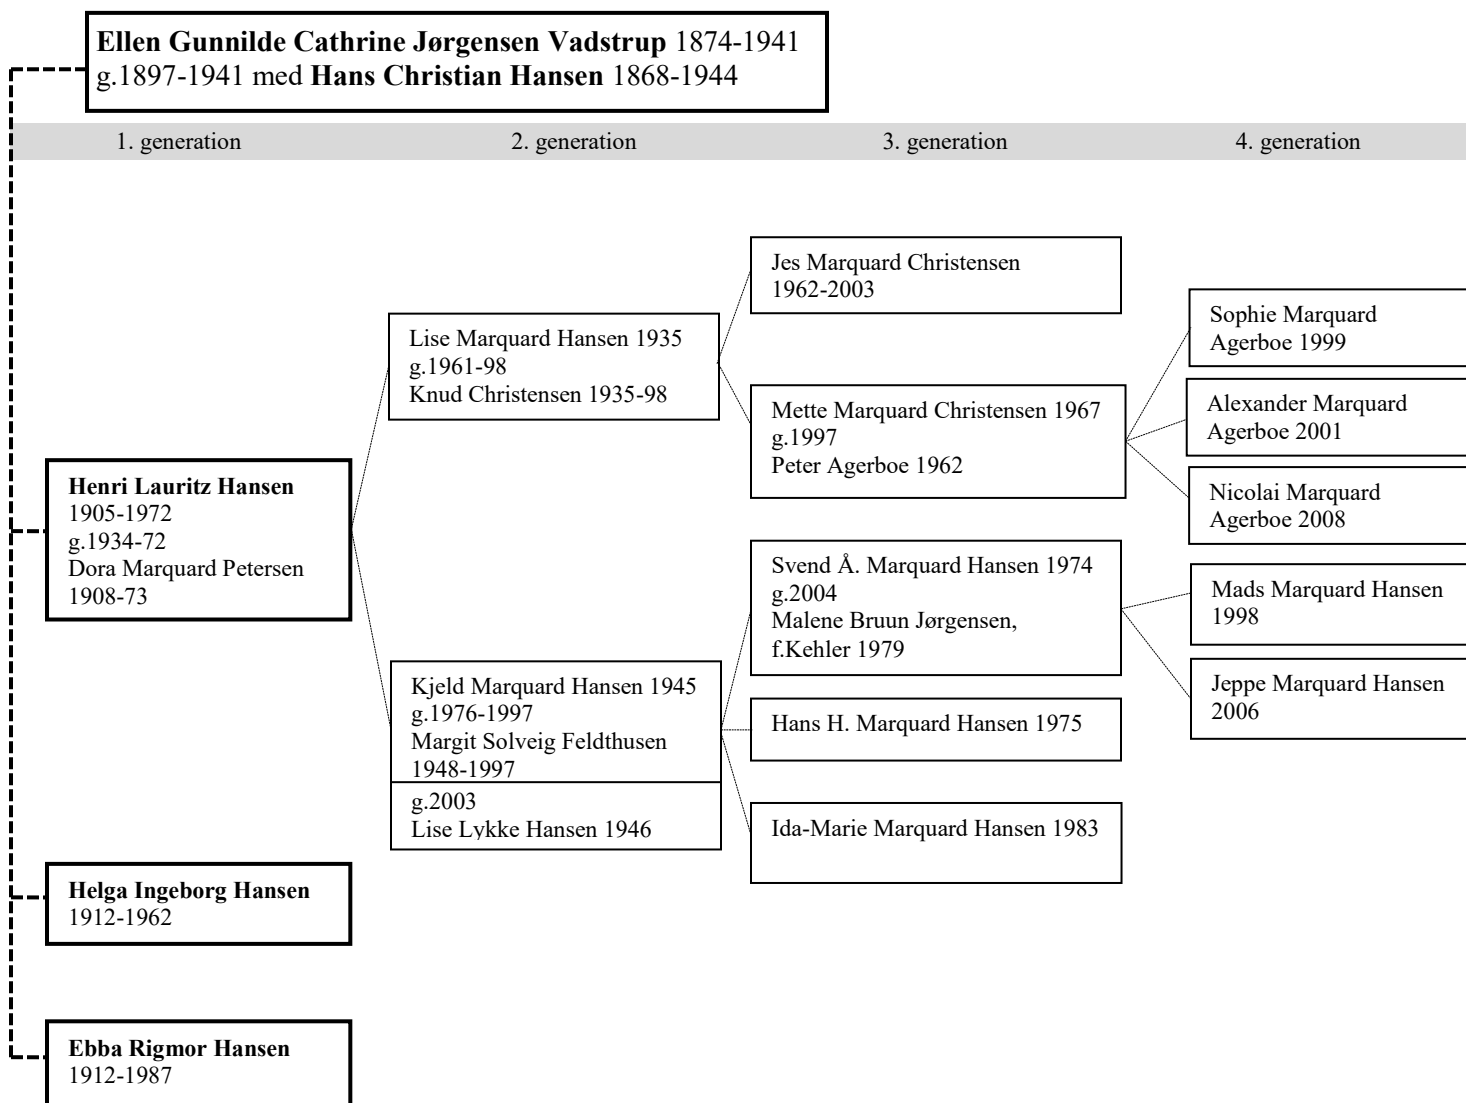 Ellen Gunnilde Cathrine Jørgensen Vadstrup 1874-1941
g.1897-1941 med Hans Christian Hansen 1868-1944
1. generation
2. generation
3. generation
4. generation
Henri Lauritz Hansen
1905-1972
g.1934-72
Dora Marquard Petersen
1908-73
Lise Marquard Hansen 1935
g.1961-98
Knud Christensen 1935-98
Jes Marquard Christensen
1962-2003
Mette Marquard Christensen 1967
g.1997
Peter Agerboe 1962
Sophie Marquard
Agerboe 1999
Alexander Marquard
Agerboe 2001
Nicolai Marquard
Agerboe 2008
Kjeld Marquard Hansen 1945
g.1976-1997
Margit Solveig Feldthusen
1948-1997
g.2003
Lise Lykke Hansen 1946
Svend Å. Marquard Hansen 1974
g.2004
Malene Bruun Jørgensen,
f.Kehler 1979
Mads Marquard Hansen
1998
Jeppe Marquard Hansen
2006
Hans H. Marquard Hansen 1975
Ida-Marie Marquard Hansen 1983
Helga Ingeborg Hansen
1912-1962
Ebba Rigmor Hansen
1912-1987